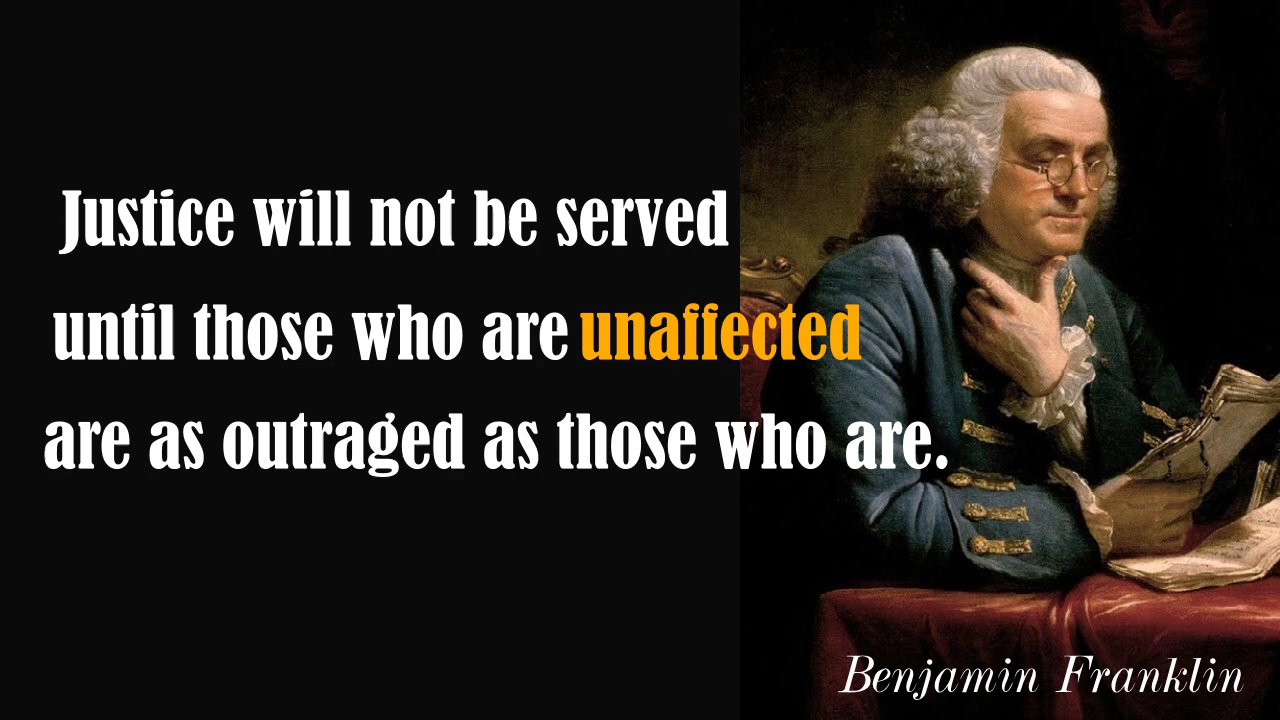 Justice will not be served
until those who are unaffected
are as outraged as those who are.
Benjamin Franklin